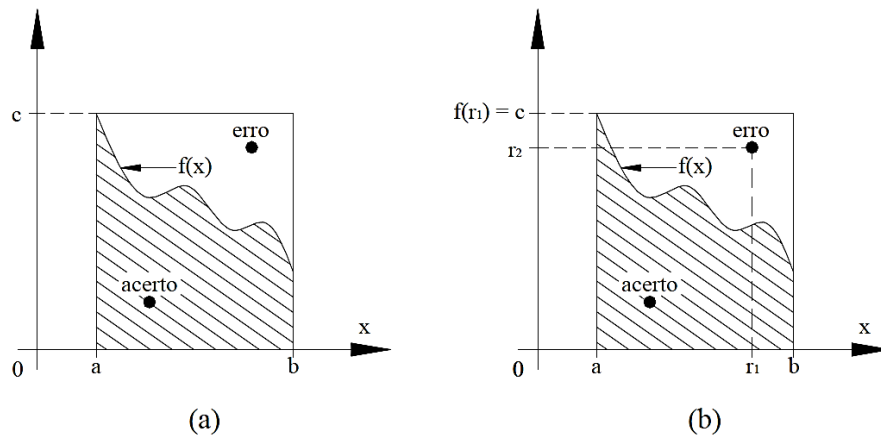 c
erro
f(x)
acerto
x
0
a
b
(a)
f(r₁) = c
erro
r₂
f(x)
acerto
x
0
a
r₁
b
(b)